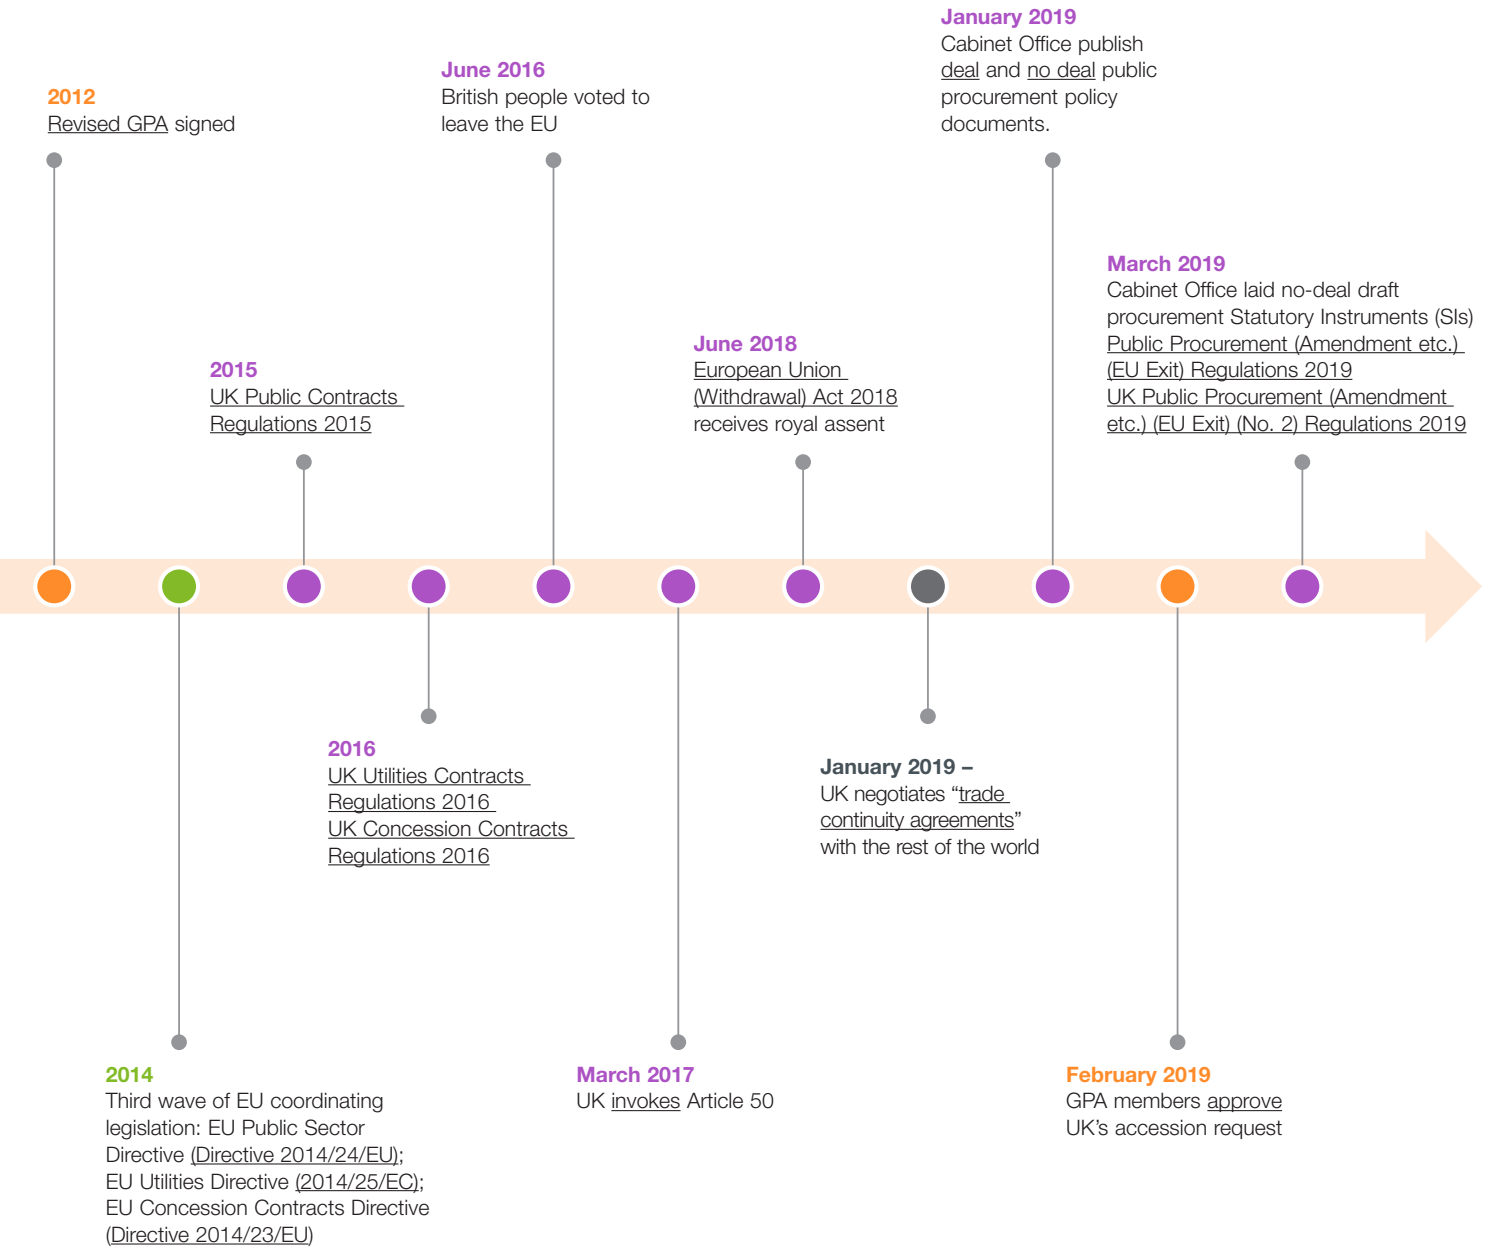 January 2019
Cabinet Office publish
deal and no deal public
procurement policy
documents.
June 2016
British people voted to
leave the EU
2012
Revised GPA signed
March 2019
Cabinet Office laid no-deal draft
procurement Statutory Instruments (SIs)
Public Procurement (Amendment etc.)
(EU Exit) Regulations 2019
UK Public Procurement (Amendment
etc.) (EU Exit) (No. 2) Regulations 2019
June 2018
European Union
(Withdrawal) Act 2018
receives royal assent
2015
UK Public Contracts
Regulations 2015
2016
UK Utilities Contracts
Regulations 2016
UK Concession Contracts
Regulations 2016
January 2019 –
UK negotiates “trade
continuity agreements”
with the rest of the world
2014
Third wave of EU coordinating
legislation: EU Public Sector
Directive (Directive 2014/24/EU);
EU Utilities Directive (2014/25/EC);
EU Concession Contracts Directive
(Directive 2014/23/EU)
March 2017
UK invokes Article 50
February 2019
GPA members approve
UK’s accession request